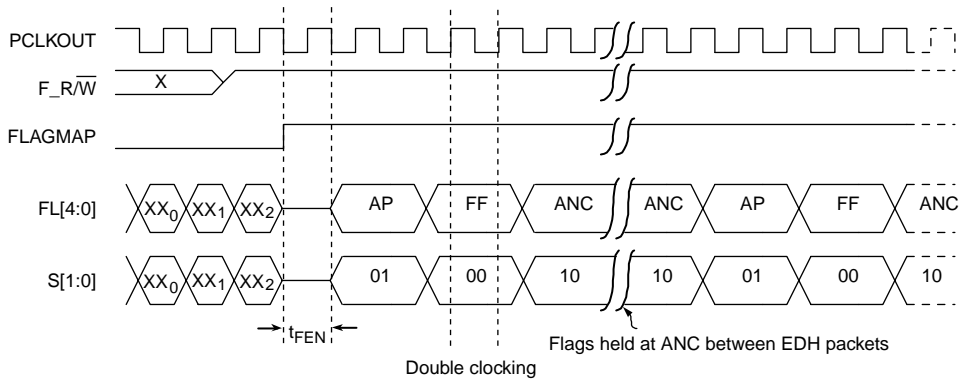 PCLKOUT
F_R/W
X
FLAGMAP
FL[4:0]
XX0 XX1 XX2 AP FF ANC ANC AP FF ANC
S[1:0]
XX0 XX1 XX2 01 00 10 10 01 00 10
tFEN
Flags held at ANC between EDH packets
Double clocking